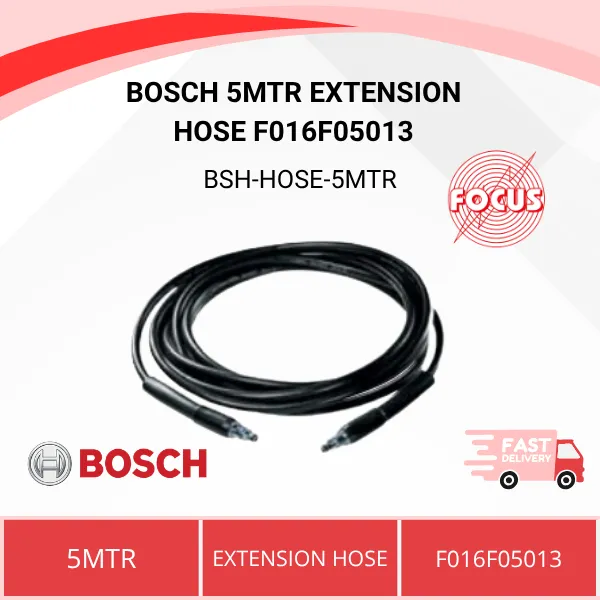 BOSCH 5MTR EXTENSION
HOSE F016F05013
BSH-HOSE-5MTR
FOCUS
BOSCH
FAST
DELIVERY
5MTR
EXTENSION HOSE
F016F05013